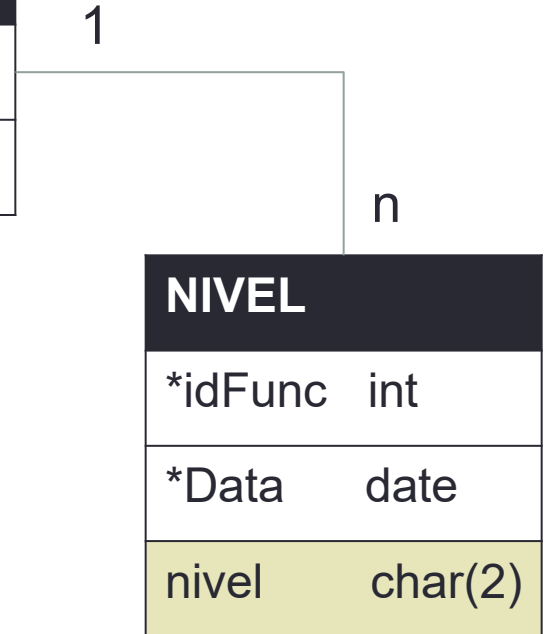 1
n
NIVEL
*idFunc int
*Data date
nivel char(2)